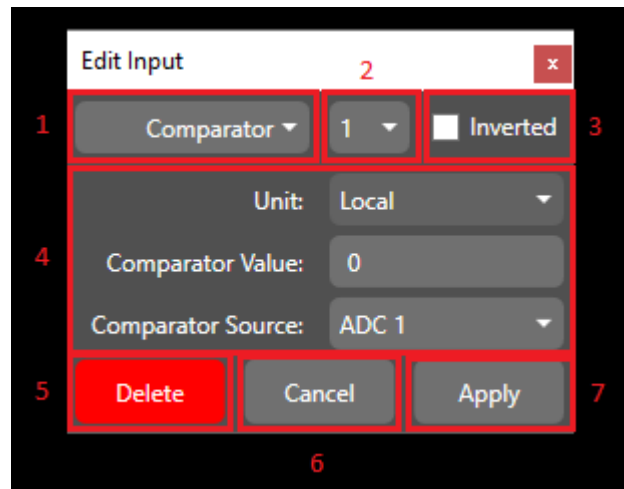 Edit Input
x
2
1
Comparator
1
Inverted
3
Unit: Local
4
Comparator Value: 0
Comparator Source: ADC 1
5
Delete
Cancel
Apply
7
6